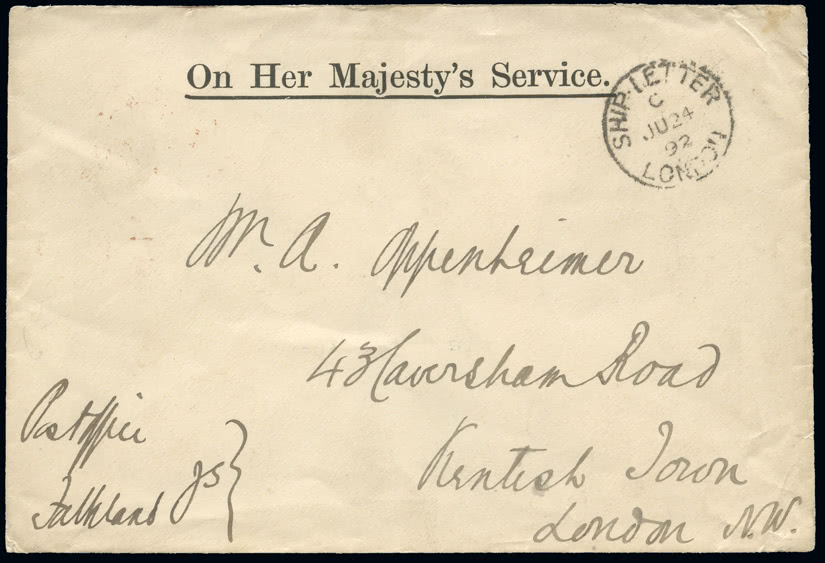 On Her Majesty's Service.
SHIP-LETTER
C
JU 24
92
LONDON
Mr. A. Oppenheimer
43 Caversham Road
Kentish Town
London N.W.
Post Office
Falkland Is }